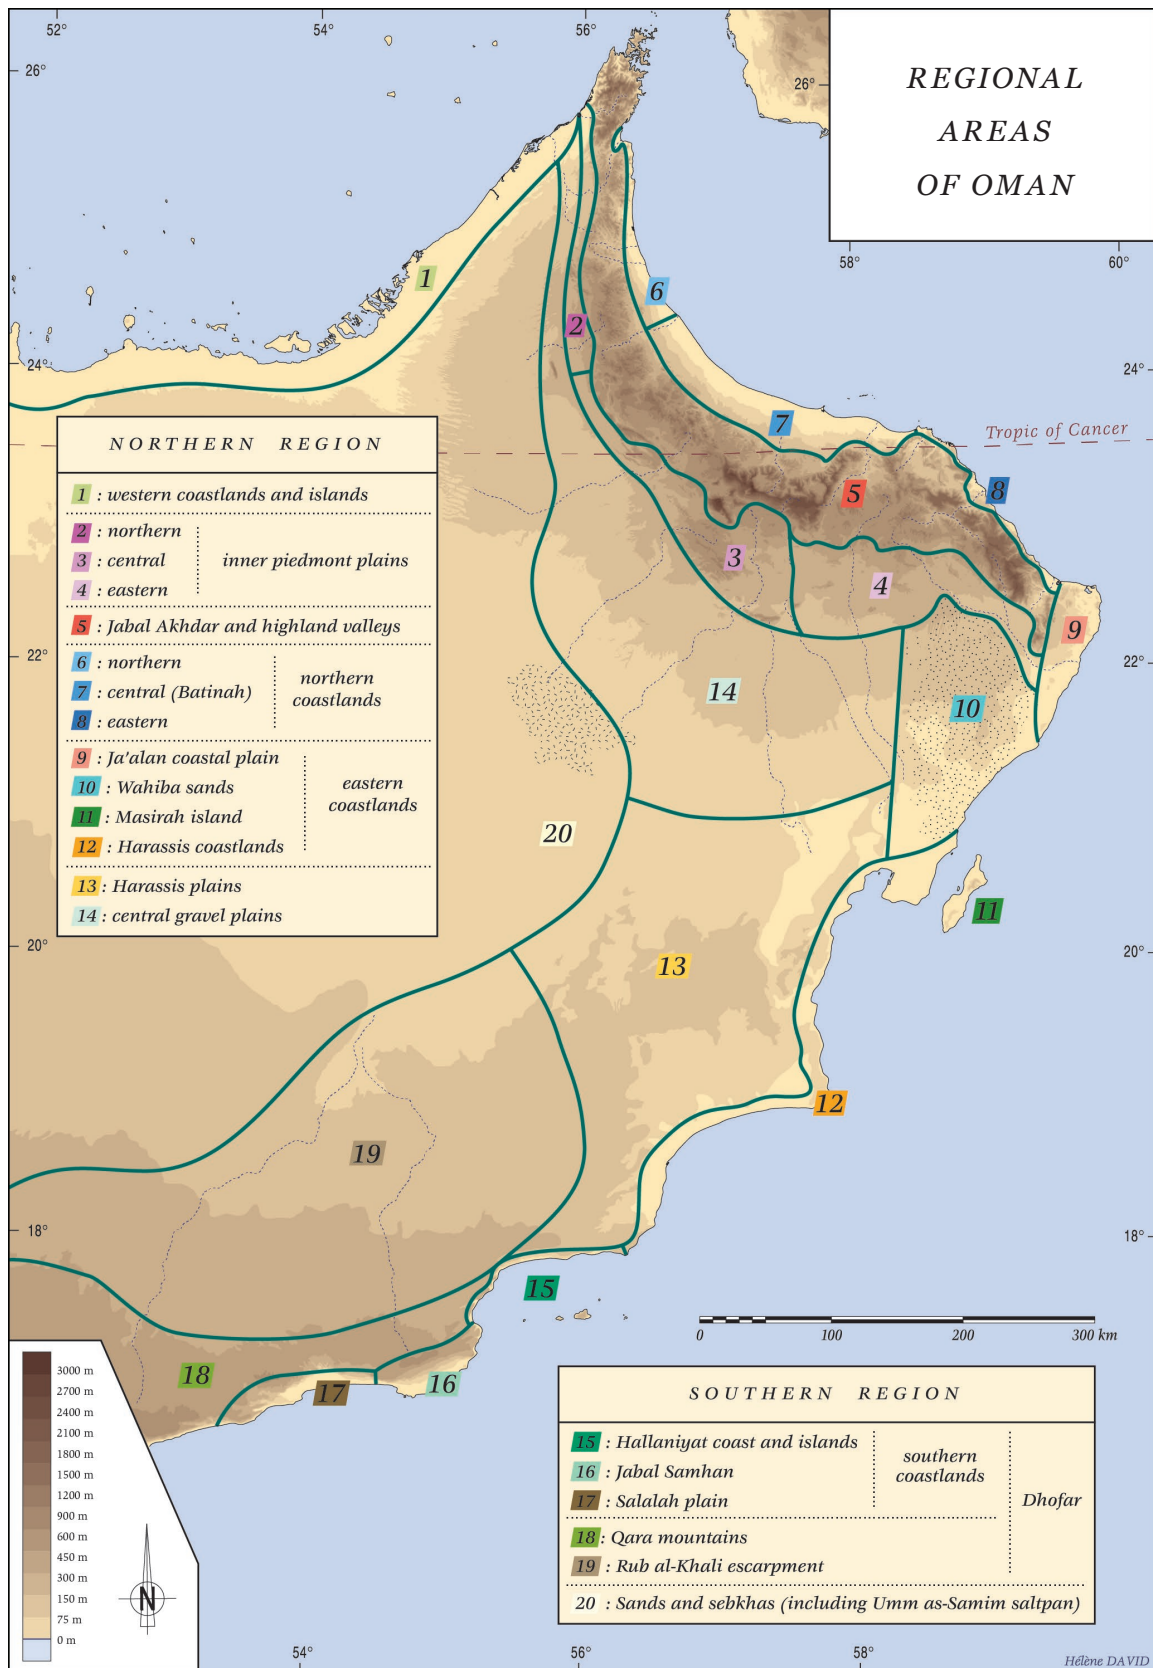 52°
54°
56°
26°
26°
REGIONAL
AREAS
OF OMAN
58°
60°
1
6
2
24°
24°
7
Tropic of Cancer
5
8
3
4
9
22°
22°
14
10
20
11
20°
20°
13
12
19
18°
18°
15
18
17
16
NORTHERN REGION
1 : western coastlands and islands
2 : northern
3 : central
4 : eastern
inner piedmont plains
5 : Jabal Akhdar and highland valleys
6 : northern
7 : central (Batinah)
8 : eastern
northern
coastlands
9 : Ja'alan coastal plain
10 : Wahiba sands
11 : Masirah island
12 : Harassis coastlands
eastern
coastlands
13 : Harassis plains
14 : central gravel plains
0 100 200 300 km
SOUTHERN REGION
15 : Hallaniyat coast and islands
16 : Jabal Samhan
17 : Salalah plain
southern
coastlands
18 : Qara mountains
19 : Rub al-Khali escarpment
Dhofar
20 : Sands and sebkhas (including Umm as-Samim saltpan)
3000 m
2700 m
2400 m
2100 m
1800 m
1500 m
1200 m
900 m
600 m
450 m
300 m
150 m
75 m
0 m
N
54°
56°
58°
Hélène DAVID